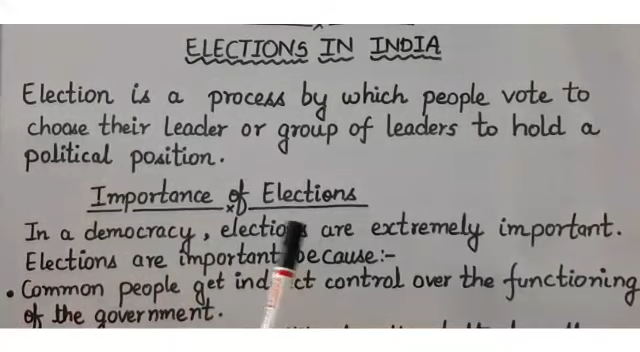 ELECTIONS IN INDIA
Election is a process by which people vote to
choose their leader or group of leaders to hold a
political position.
Importance of Elections
In a democracy, elections are extremely important.
Elections are important because:-
• Common people get indirect control over the functioning
of the government.